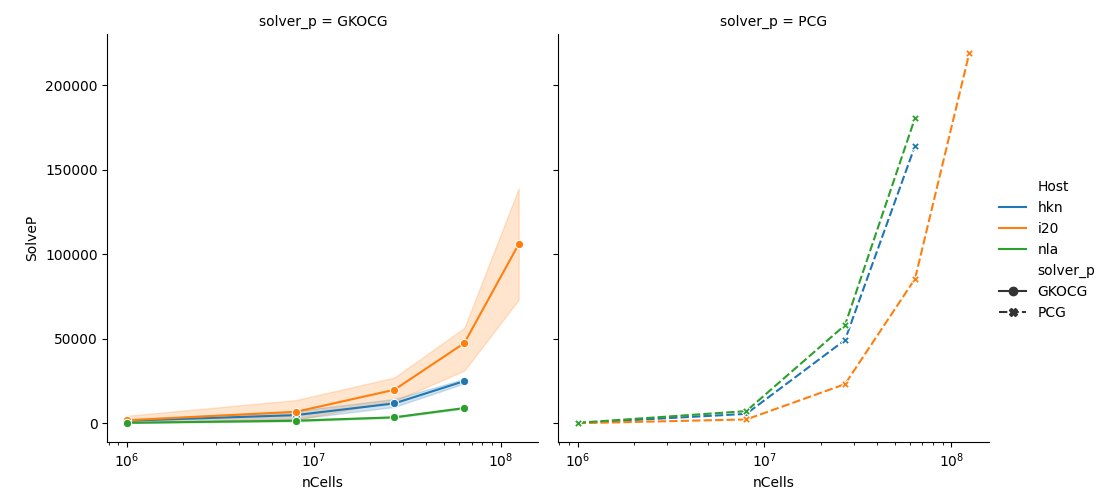 solver_p = GKOCG
solver_p = PCG
SolveP
200000
150000
100000
50000
0
10^6
10^7
10^8
nCells
10^6
10^7
10^8
nCells
Host
hkn
i20
nla
solver_p
GKOCG
PCG